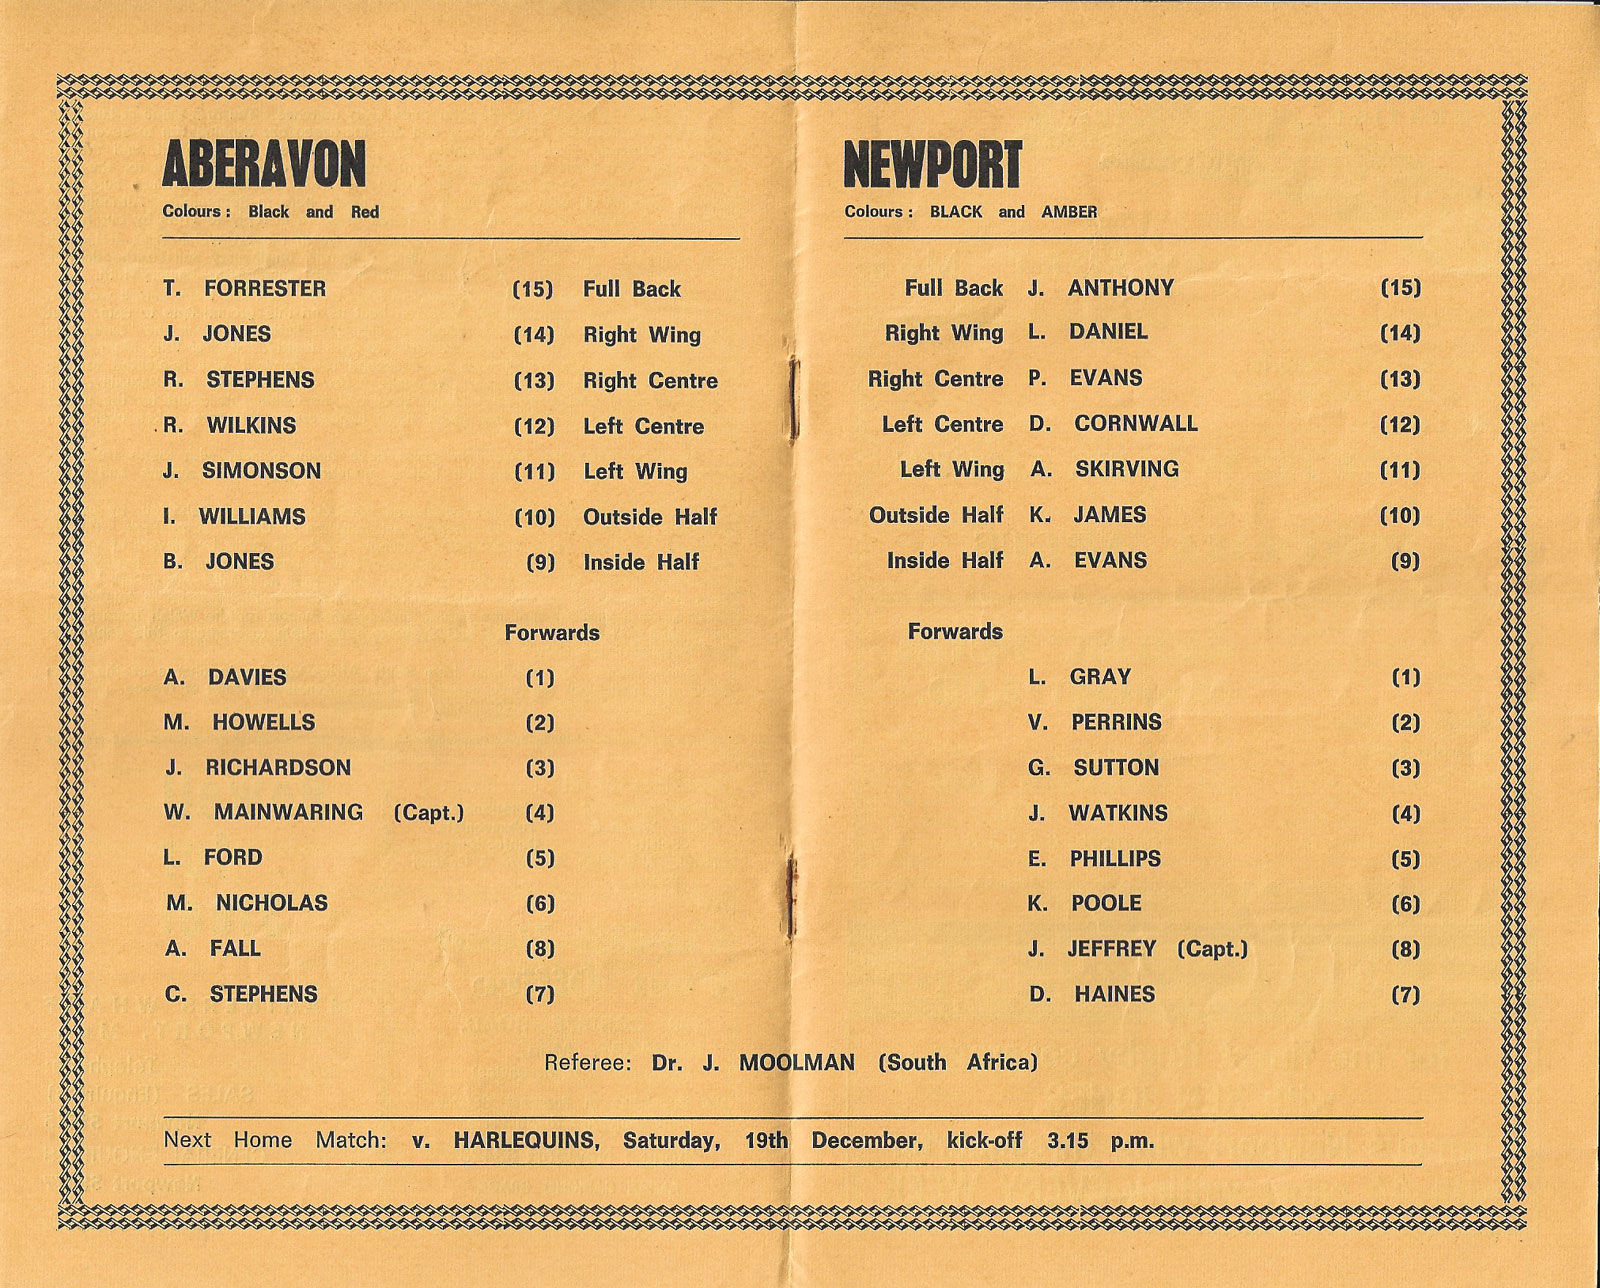 ABERAVON
Colours : Black and Red
T. FORRESTER (15) Full Back
J. JONES (14) Right Wing
R. STEPHENS (13) Right Centre
R. WILKINS (12) Left Centre
J. SIMONSON (11) Left Wing
I. WILLIAMS (10) Outside Half
B. JONES (9) Inside Half
Forwards
A. DAVIES (1)
M. HOWELLS (2)
J. RICHARDSON (3)
W. MAINWARING (Capt.) (4)
L. FORD (5)
M. NICHOLAS (6)
A. FALL (8)
C. STEPHENS (7)
NEWPORT
Colours : BLACK and AMBER
Full Back J. ANTHONY (15)
Right Wing L. DANIEL (14)
Right Centre P. EVANS (13)
Left Centre D. CORNWALL (12)
Left Wing A. SKIRVING (11)
Outside Half K. JAMES (10)
Inside Half A. EVANS (9)
Forwards
L. GRAY (1)
V. PERRINS (2)
G. SUTTON (3)
J. WATKINS (4)
E. PHILLIPS (5)
K. POOLE (6)
J. JEFFREY (Capt.) (8)
D. HAINES (7)
Referee: Dr. J. MOOLMAN (South Africa)
Next Home Match: v. HARLEQUINS, Saturday, 19th December, kick-off 3.15 p.m.